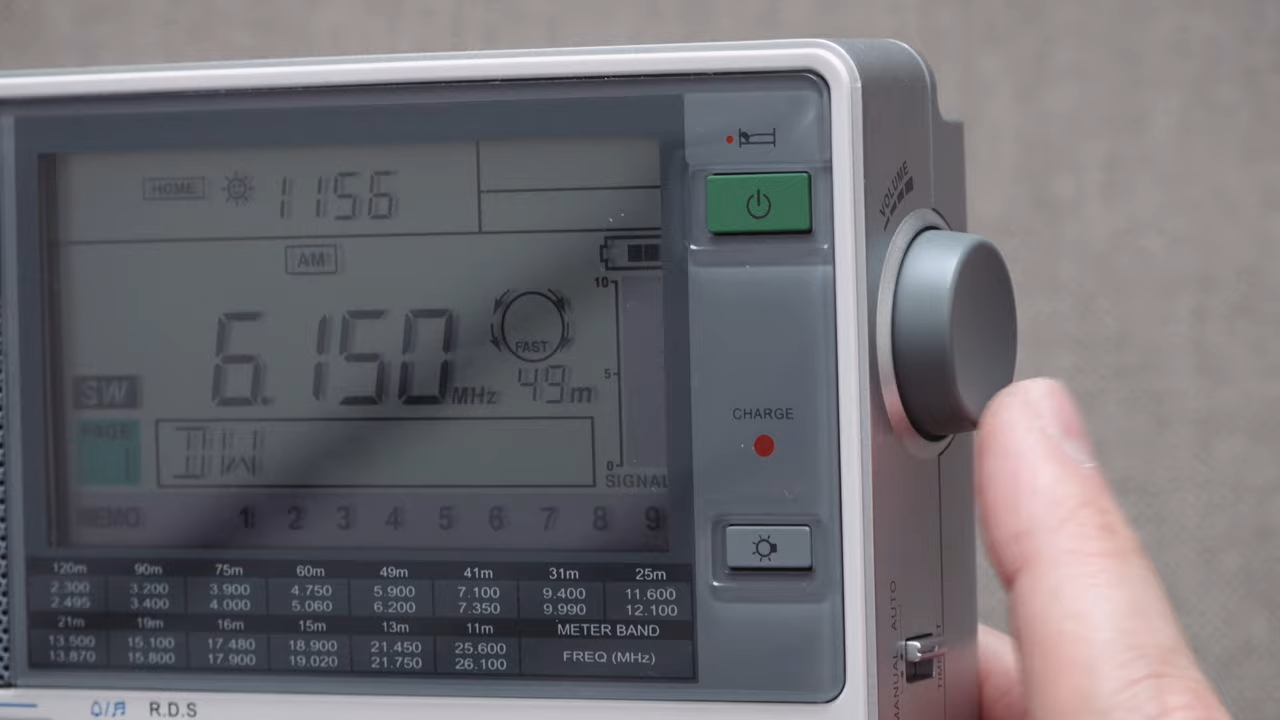 HOME 11 56
AM
6.150 MHz
FAST
49 m
SW
PAGE
1
DW
10
5
0
SIGNAL
MEMO 1 2 3 4 5 6 7 8 9
120m 90m 75m 60m 49m 41m 31m 25m
2.300 3.200 3.900 4.750 5.900 7.100 9.400 11.600
2.495 3.400 4.000 5.060 6.200 7.350 9.990 12.100
21m 19m 16m 15m 13m 11m METER BAND
13.500 15.100 17.480 18.900 21.450 25.600 FREQ (MHz)
13.870 15.800 17.900 19.020 21.750 26.100
R.D.S
CHARGE
VOLUME
MANUAL AUTO